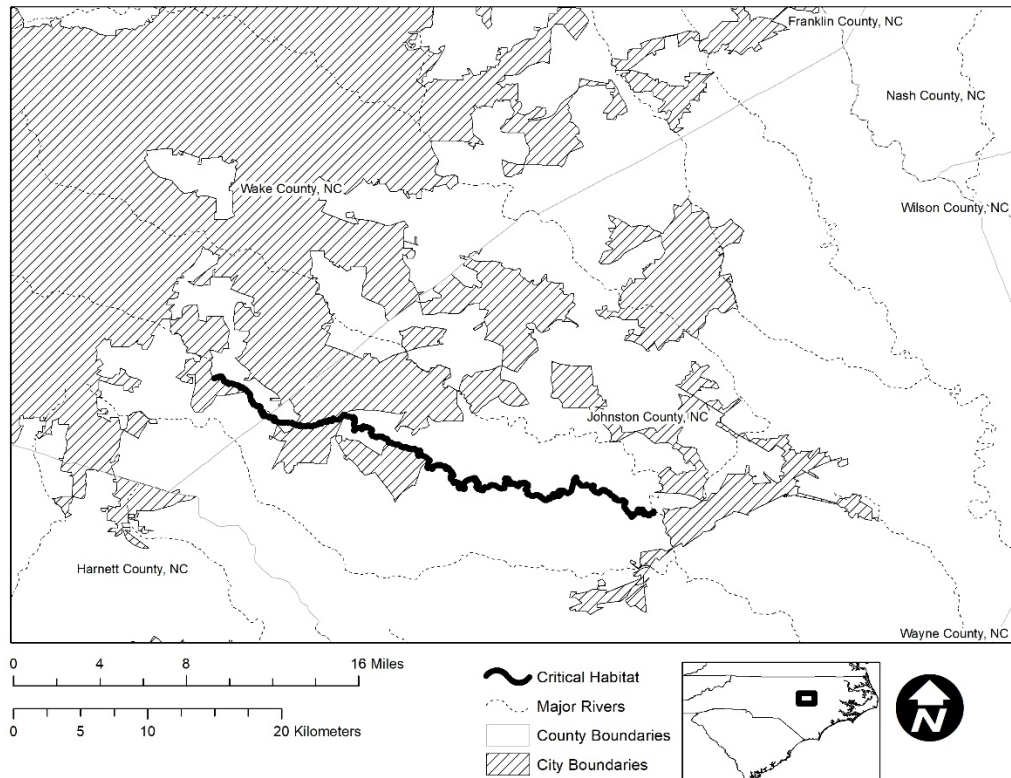 Franklin County, NC
Nash County, NC
Wake County, NC
Wilson County, NC
Johnston County, NC
Harnett County, NC
Wayne County, NC
0 4 8 16 Miles
0 5 10 20 Kilometers
Critical Habitat
Major Rivers
County Boundaries
City Boundaries
N